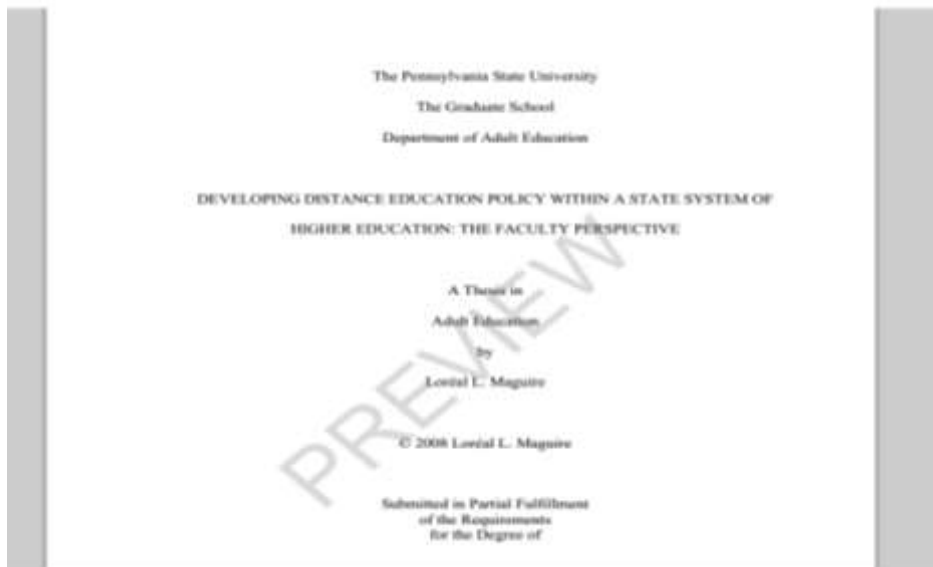 The Pennsylvania State University
The Graduate School
Department of Adult Education
DEVELOPING DISTANCE EDUCATION POLICY WITHIN A STATE SYSTEM OF
HIGHER EDUCATION: THE FACULTY PERSPECTIVE
A Thesis in
Adult Education
by
Loréal L. Maguire
© 2008 Loréal L. Maguire
Submitted in Partial Fulfillment
of the Requirements
for the Degree of
PREVIEW